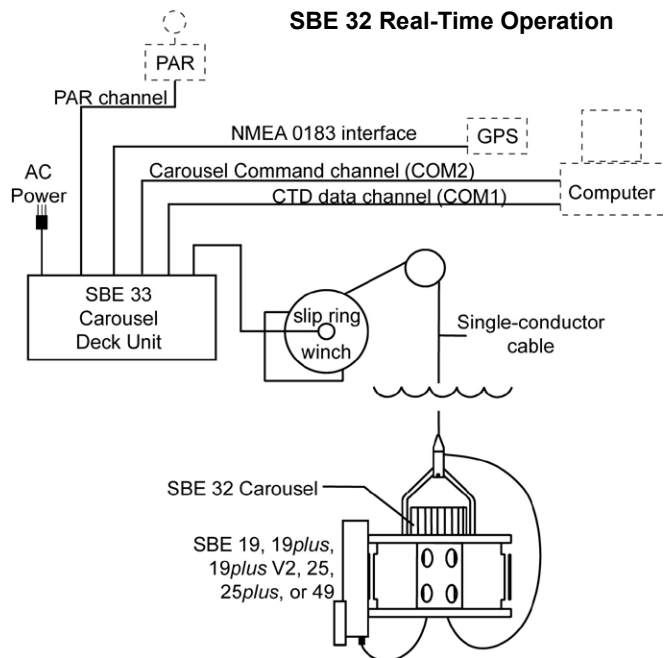 SBE 32 Real-Time Operation
PAR
PAR channel
NMEA 0183 interface
GPS
AC
Power
Carousel Command channel (COM2)
CTD data channel (COM1)
Computer
SBE 33
Carousel
Deck Unit
slip ring
winch
Single-conductor
cable
SBE 32 Carousel
SBE 19, 19plus,
19plus V2, 25,
25plus, or 49